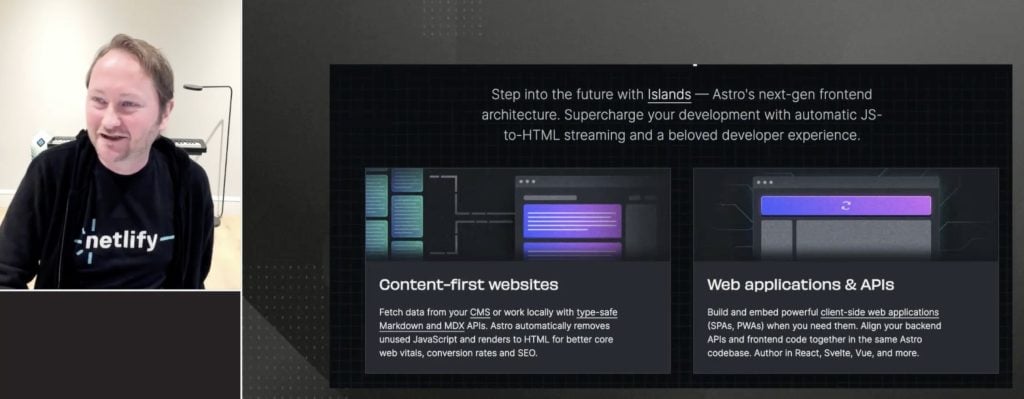 netlify
Step into the future with Islands — Astro's next-gen frontend
architecture. Supercharge your development with automatic JS-
to-HTML streaming and a beloved developer experience.
Content-first websites
Fetch data from your CMS or work locally with type-safe
Markdown and MDX APIs. Astro automatically removes
unused JavaScript and renders to HTML for better core
web vitals, conversion rates and SEO.
Web applications & APIs
Build and embed powerful client-side web applications
(SPAs, PWAs) when you need them. Align your backend
APIs and frontend code together in the same Astro
codebase. Author in React, Svelte, Vue, and more.